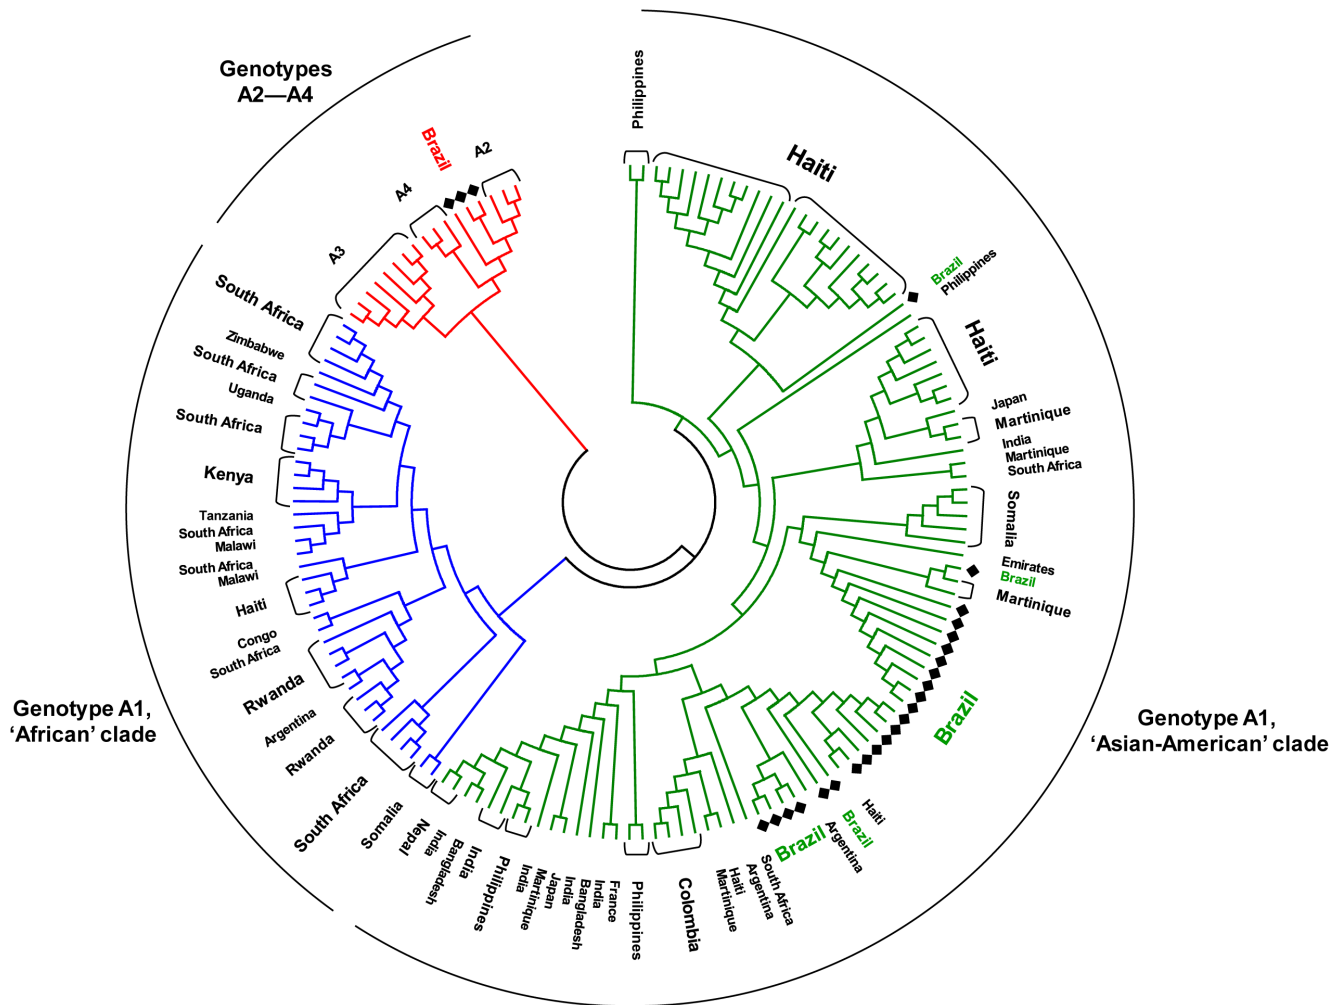 Genotypes
A2—A4
Brazil
A2
A4
A3
Philippines
Haiti
Brazil
Philippines
Haiti
Japan
Martinique
India
Martinique
South Africa
Somalia
Emirates
Brazil
Martinique
Brazil
Genotype A1,
‘Asian-American’ clade
Haiti
Brazil
Argentina
Brazil
South Africa
Argentina
Haiti
Martinique
Colombia
Philippines
France
India
Bangladesh
India
Japan
Martinique
India
Philippines
India
Bangladesh
India
Nepal
Somalia
South Africa
Rwanda
Argentina
Rwanda
South Africa
Congo
Haiti
Malawi
South Africa
Malawi
South Africa
Tanzania
Kenya
South Africa
Uganda
South Africa
Zimbabwe
South Africa
Genotype A1,
‘African’ clade